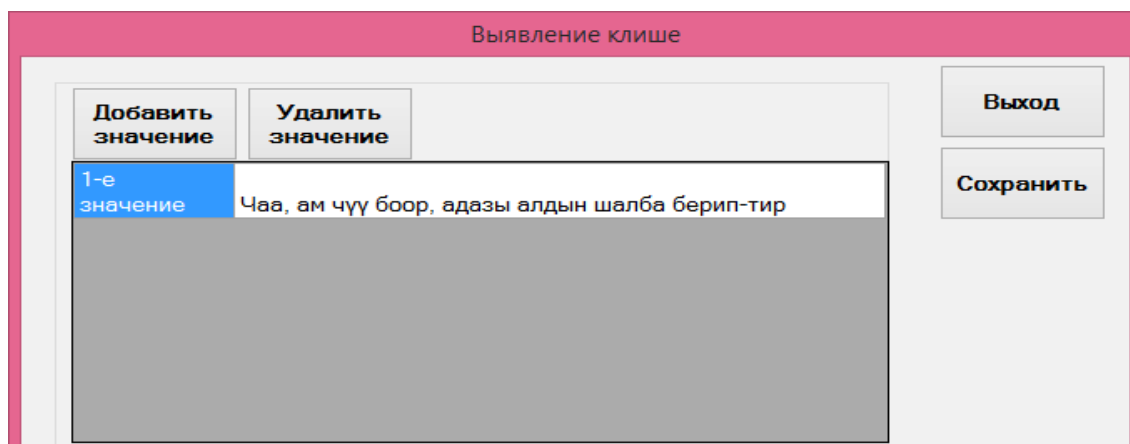 Выявление клише
Добавить
значение
Удалить
значение
Выход
Сохранить
1-е
значение
Чаа, ам чүү боор, адазы алдын шалба берип-тир